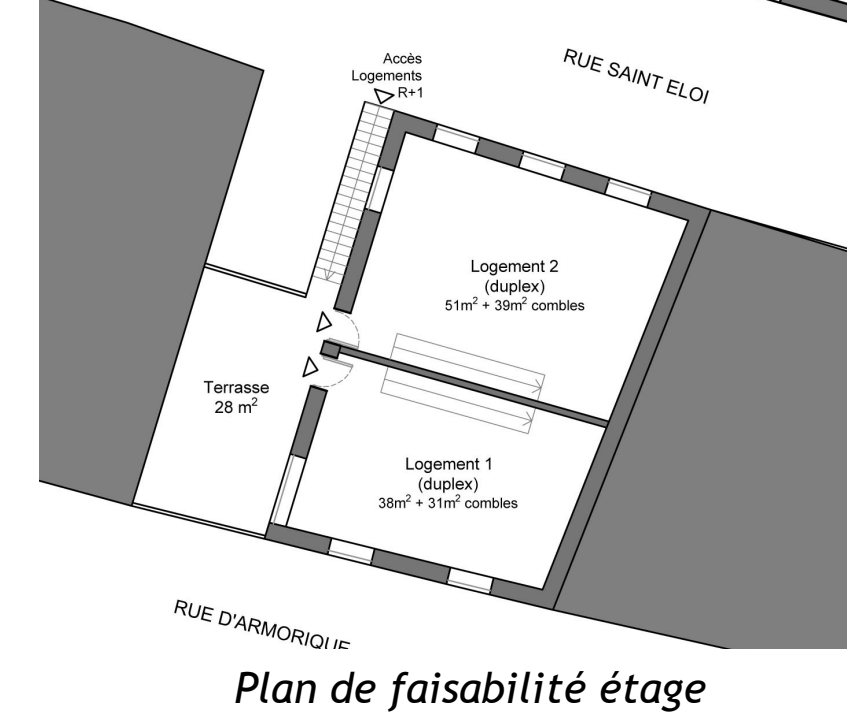 RUE SAINT ELOI
Accès
Logements
R+1
Logement 2
(duplex)
51m² + 39m² combles
Terrasse
28 m²
Logement 1
(duplex)
38m² + 31m² combles
RUE D'ARMORIQUE
Plan de faisabilité étage